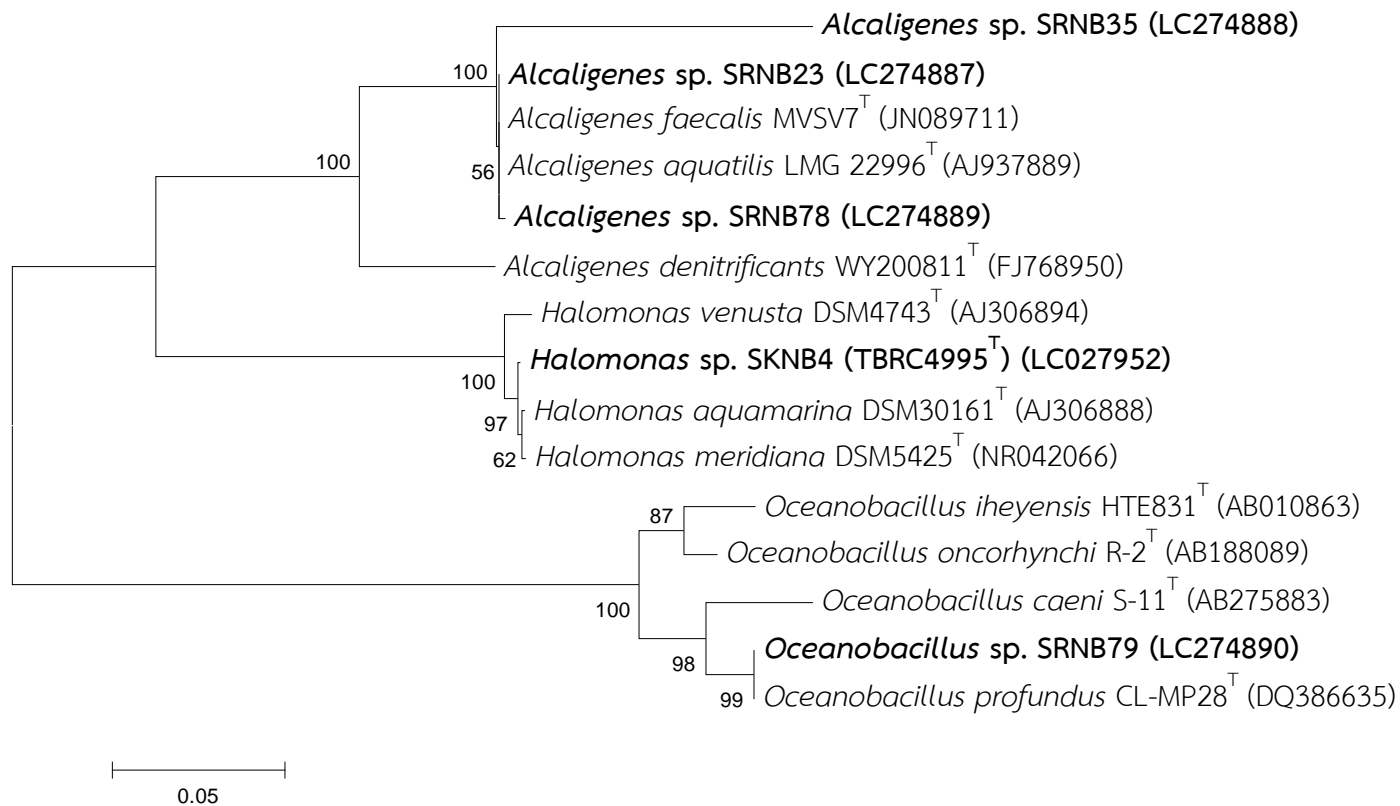 Alcaligenes sp. SRNB35 (LC274888)
100
Alcaligenes sp. SRNB23 (LC274887)
Alcaligenes faecalis MVSV7ᵀ (JN089711)
100
56
Alcaligenes aquatilis LMG 22996ᵀ (AJ937889)
Alcaligenes sp. SRNB78 (LC274889)
Alcaligenes denitrificants WY200811ᵀ (FJ768950)
Halomonas venusta DSM4743ᵀ (AJ306894)
Halomonas sp. SKNB4 (TBRC4995ᵀ) (LC027952)
100
Halomonas aquamarina DSM30161ᵀ (AJ306888)
97
62
Halomonas meridiana DSM5425ᵀ (NR042066)
Oceanobacillus iheyensis HTE831ᵀ (AB010863)
87
Oceanobacillus oncorhynchi R-2ᵀ (AB188089)
100
Oceanobacillus caeni S-11ᵀ (AB275883)
Oceanobacillus sp. SRNB79 (LC274890)
98
99
Oceanobacillus profundus CL-MP28ᵀ (DQ386635)
0.05